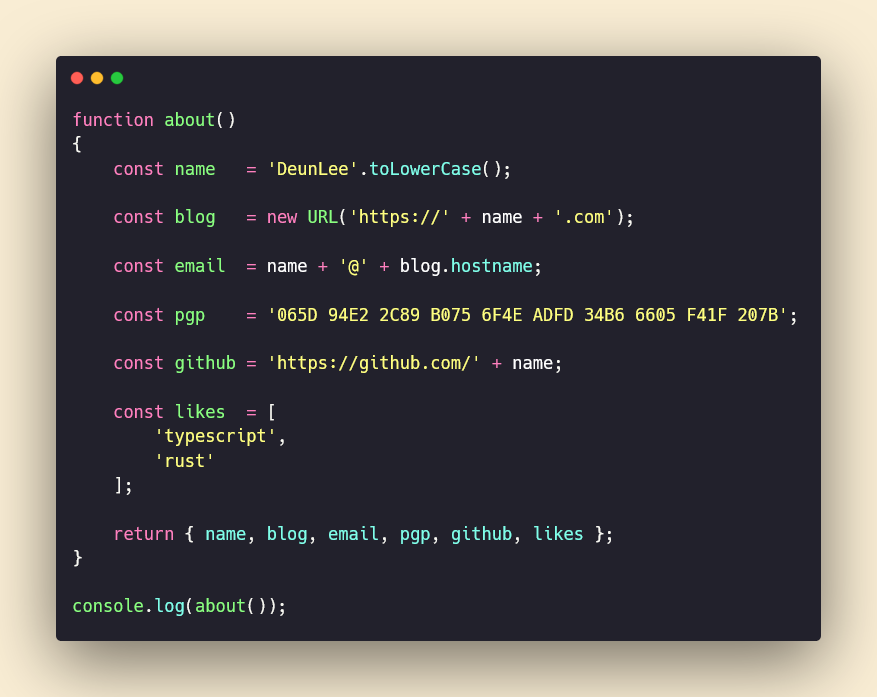 function about()
{
    const name   = 'DeunLee'.toLowerCase();
    const blog   = new URL('https://' + name + '.com');
    const email  = name + '@' + blog.hostname;
    const pgp    = '065D 94E2 2C89 B075 6F4E ADFD 34B6 6605 F41F 207B';
    const github = 'https://github.com/' + name;
    const likes  = [
        'typescript',
        'rust'
    ];
    return { name, blog, email, pgp, github, likes };
}
console.log(about());